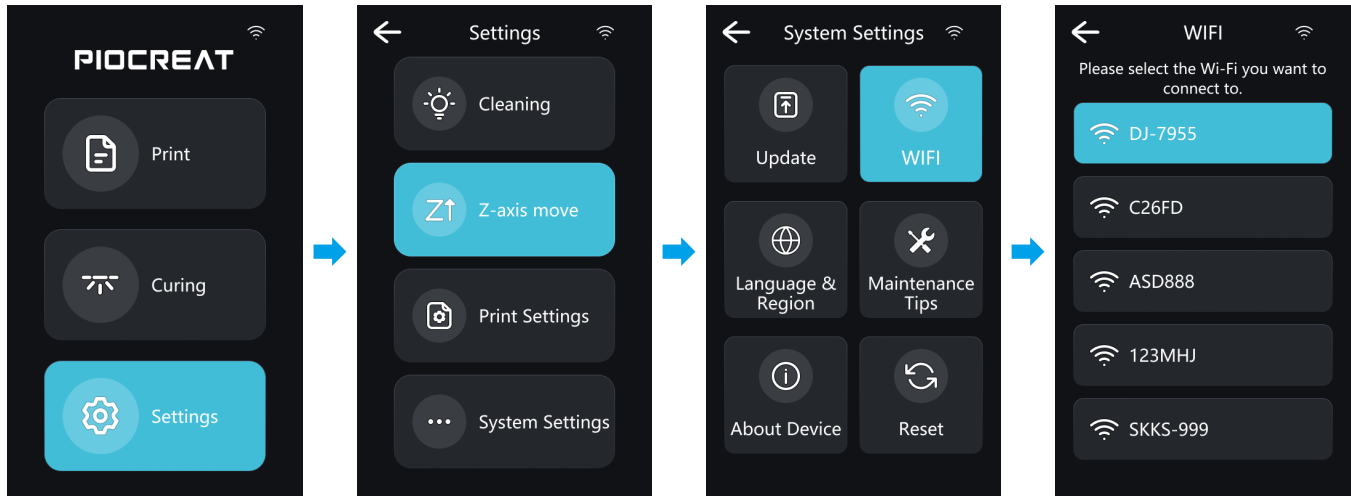 PIOCREAT
Print
Curing
Settings
Settings
Cleaning
Z↑ Z-axis move
Print Settings
System Settings
System Settings
Update
WIFI
Language &
Region
Maintenance
Tips
About Device
Reset
WIFI
Please select the Wi-Fi you want to
connect to.
DJ-7955
C26FD
ASD888
123MHJ
SKKS-999